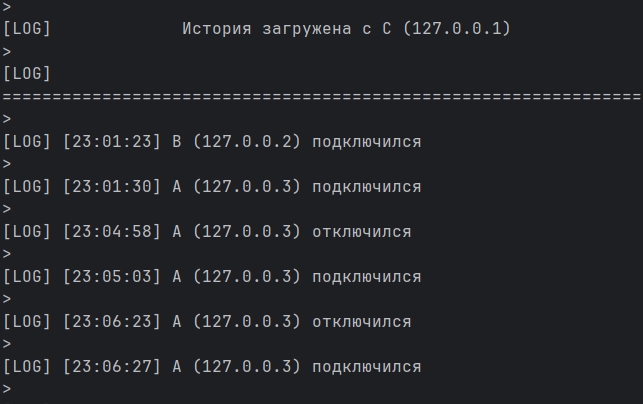 >
[LOG] История загружена с C (127.0.0.1)
>
[LOG]
================================================================
>
[LOG] [23:01:23] B (127.0.0.2) подключился
>
[LOG] [23:01:30] A (127.0.0.3) подключился
>
[LOG] [23:04:58] A (127.0.0.3) отключился
>
[LOG] [23:05:03] A (127.0.0.3) подключился
>
[LOG] [23:06:23] A (127.0.0.3) отключился
>
[LOG] [23:06:27] A (127.0.0.3) подключился
>